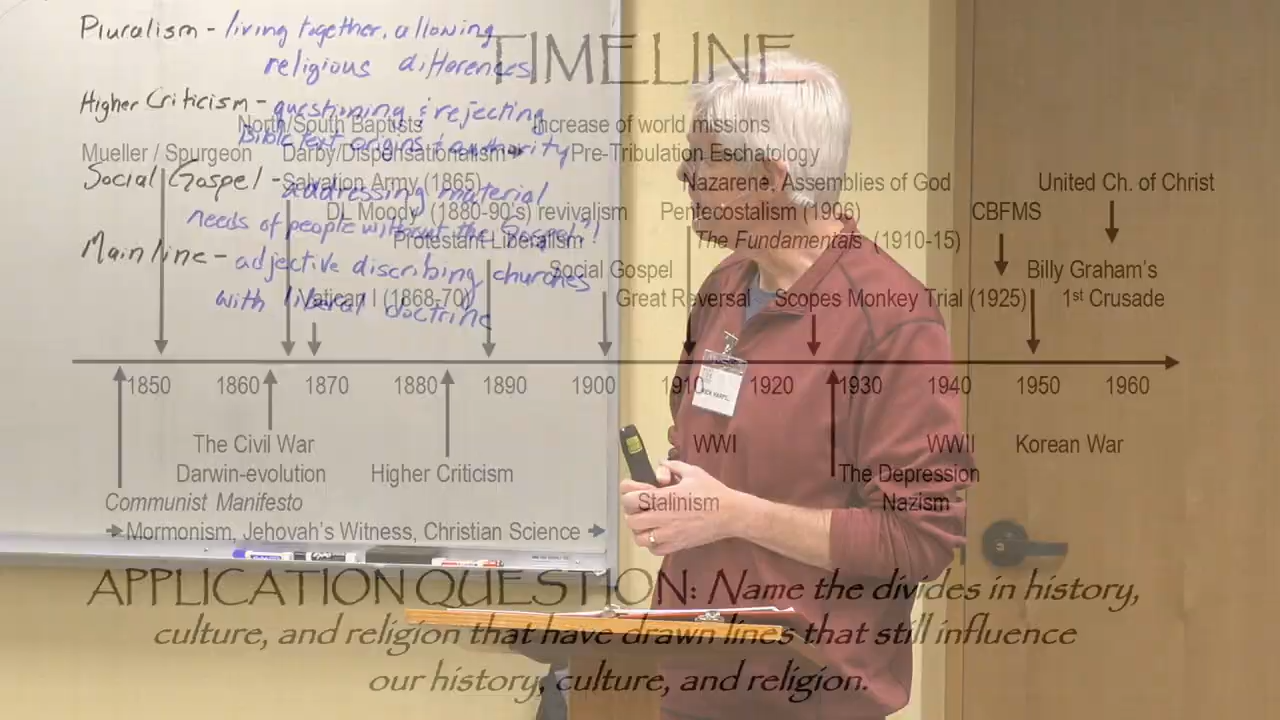 Pluralism - living together, allowing
religious differences
Higher Criticism - questioning & rejecting
Bible text origins & authority
Social Gospel - addressing material
needs of people without the Gospel?!
Mainline - adjective discribing churches
with liberal doctrine
TIMELINE
North/South Baptists
Increase of world missions
Mueller / Spurgeon
Darby/Dispensationalism
Pre-Tribulation Eschatology
Salvation Army (1865)
Nazarene, Assemblies of God
United Ch. of Christ
DL Moody (1880-90's) revivalism
Pentecostalism (1906)
CBFMS
Protestant Liberalism
The Fundamentals (1910-15)
Social Gospel
Billy Graham's
Vatican I (1868-70)
Great Reversal
Scopes Monkey Trial (1925)
1st Crusade
1850 1860 1870 1880 1890 1900 1910 1920 1930 1940 1950 1960
The Civil War
WWI
WWII
Korean War
Darwin-evolution
Higher Criticism
The Depression
Communist Manifesto
Stalinism
Nazism
Mormonism, Jehovah's Witness, Christian Science
APPLICATION QUESTION: Name the divides in history,
culture, and religion that have drawn lines that still influence
our history, culture, and religion.